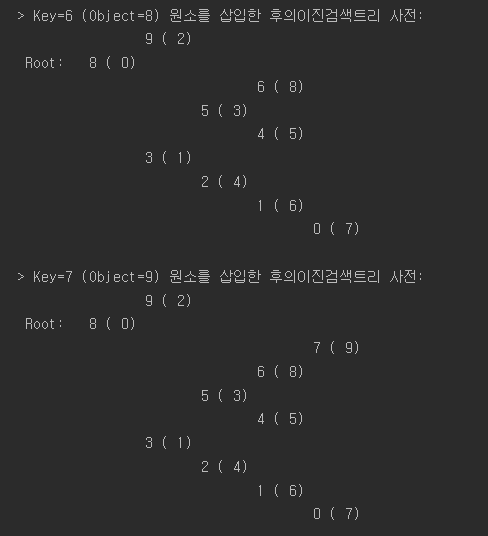 > Key=6 (Object=8) 원소를 삽입한 후의이진검색트리 사전:
9 ( 2)
Root:   8 ( 0)
6 ( 8)
5 ( 3)
4 ( 5)
3 ( 1)
2 ( 4)
1 ( 6)
0 ( 7)
> Key=7 (Object=9) 원소를 삽입한 후의이진검색트리 사전:
9 ( 2)
Root:   8 ( 0)
7 ( 9)
6 ( 8)
5 ( 3)
4 ( 5)
3 ( 1)
2 ( 4)
1 ( 6)
0 ( 7)